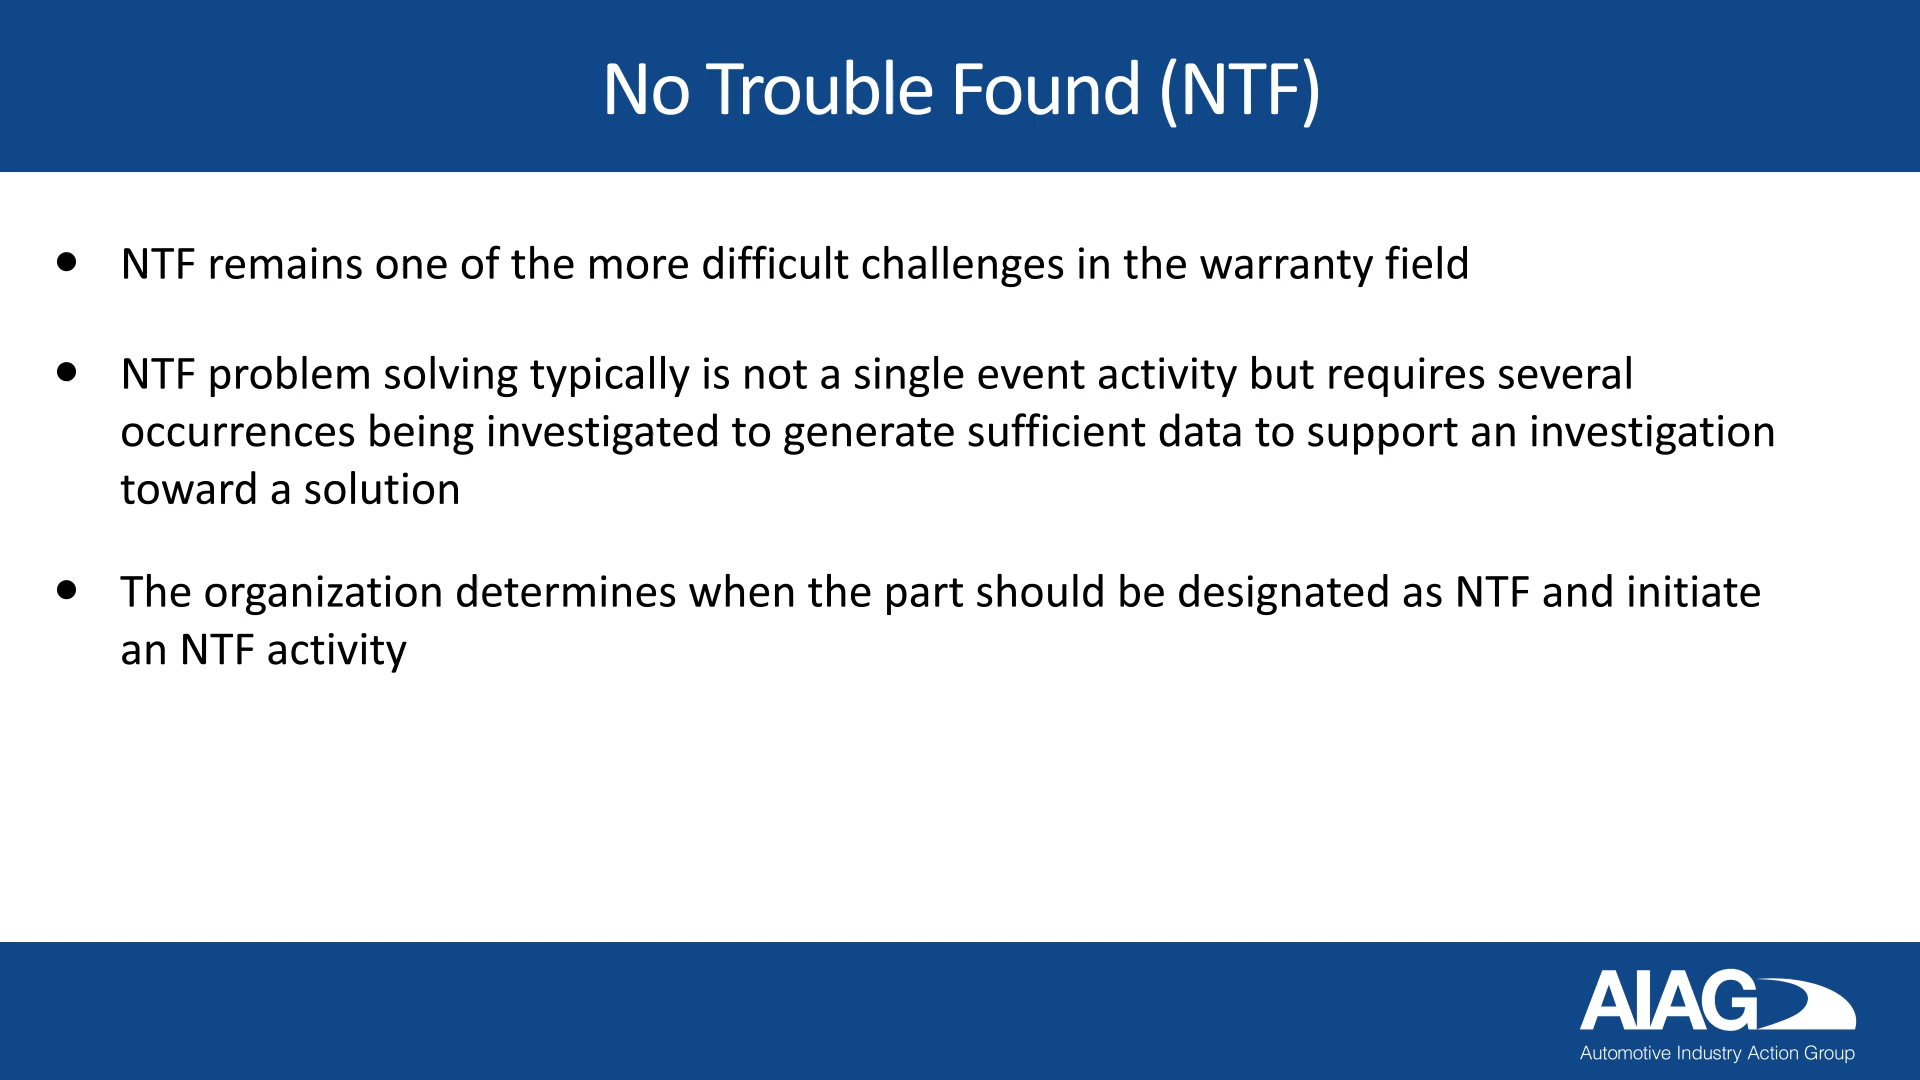 No Trouble Found (NTF)
• NTF remains one of the more difficult challenges in the warranty field
• NTF problem solving typically is not a single event activity but requires several
occurrences being investigated to generate sufficient data to support an investigation
toward a solution
• The organization determines when the part should be designated as NTF and initiate
an NTF activity
AIAG
Automotive Industry Action Group